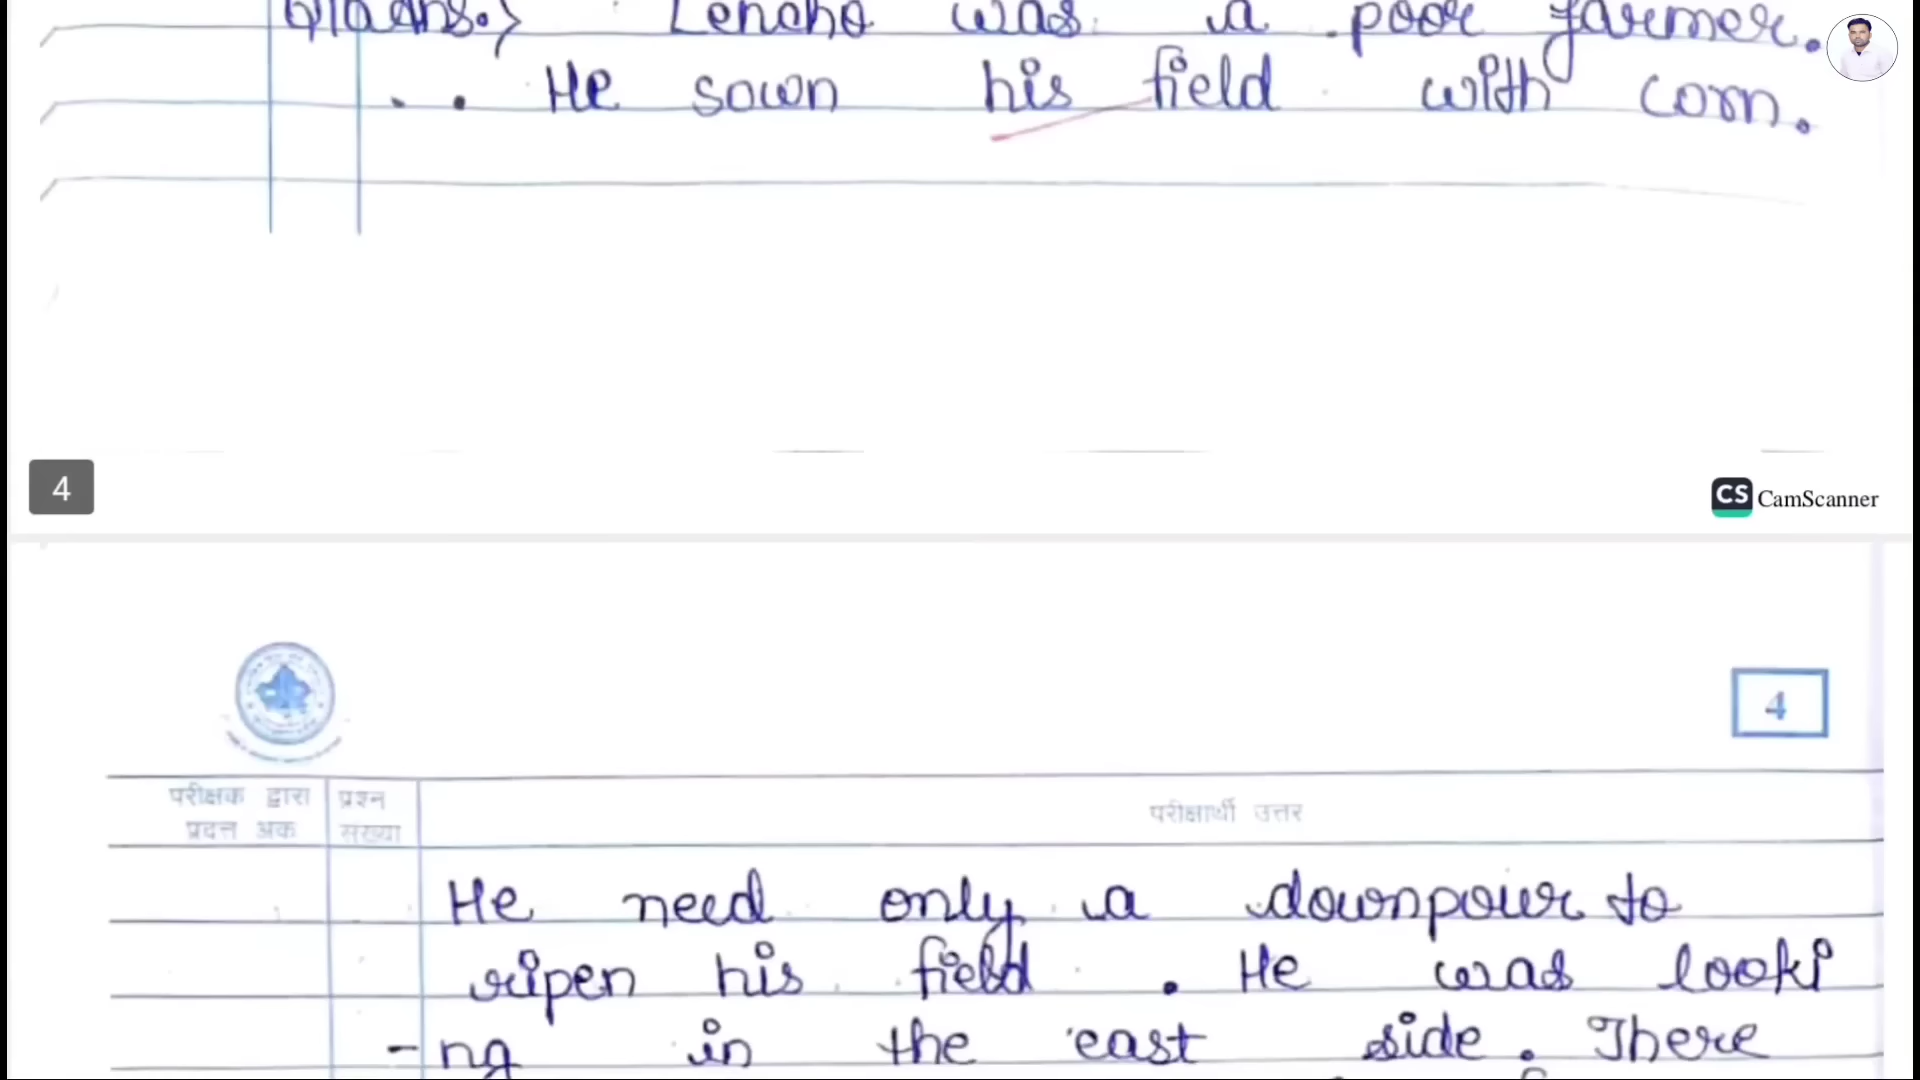 Lencho was a poor farmer.
He sown his field with corn.
4
CS CamScanner
4
परीक्षक द्वारा प्रदत्त अंक
प्रश्न संख्या
परीक्षार्थी उत्तर
He need only a downpour to
ripen his field. He was looki
-ng in the east side. There